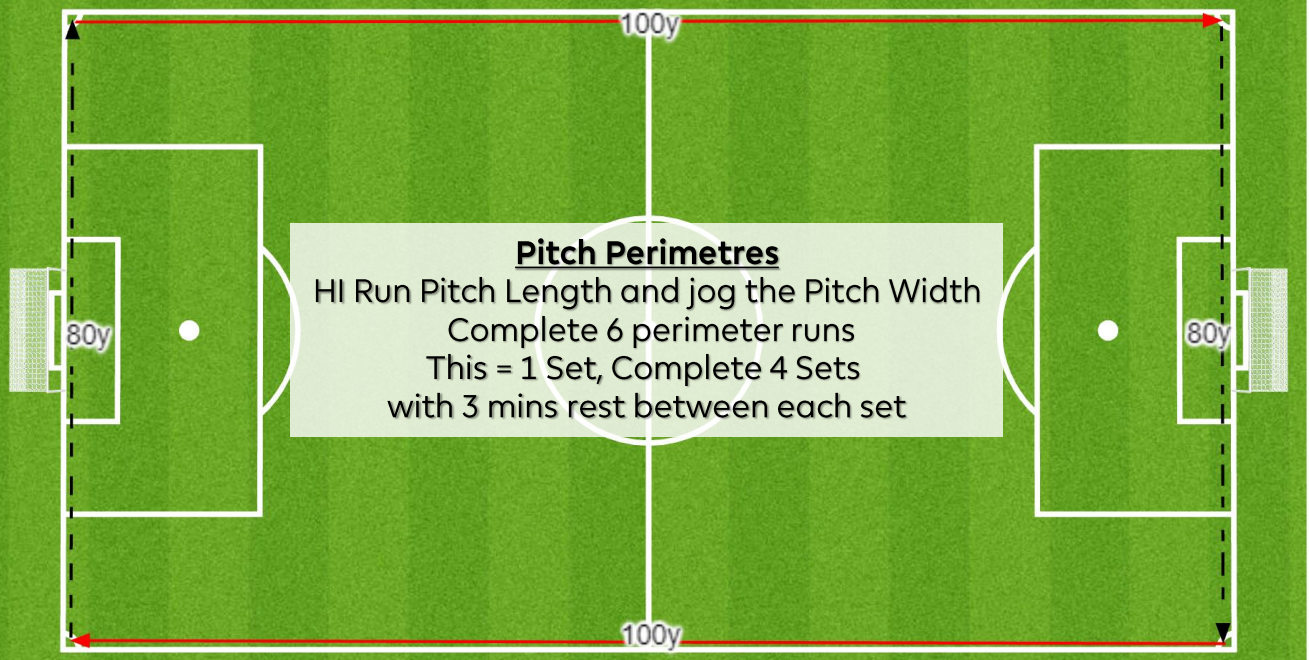 100y
Pitch Perimetres
HI Run Pitch Length and jog the Pitch Width
Complete 6 perimeter runs
80y
80y
This = 1 Set, Complete 4 Sets
with 3 mins rest between each set
100y